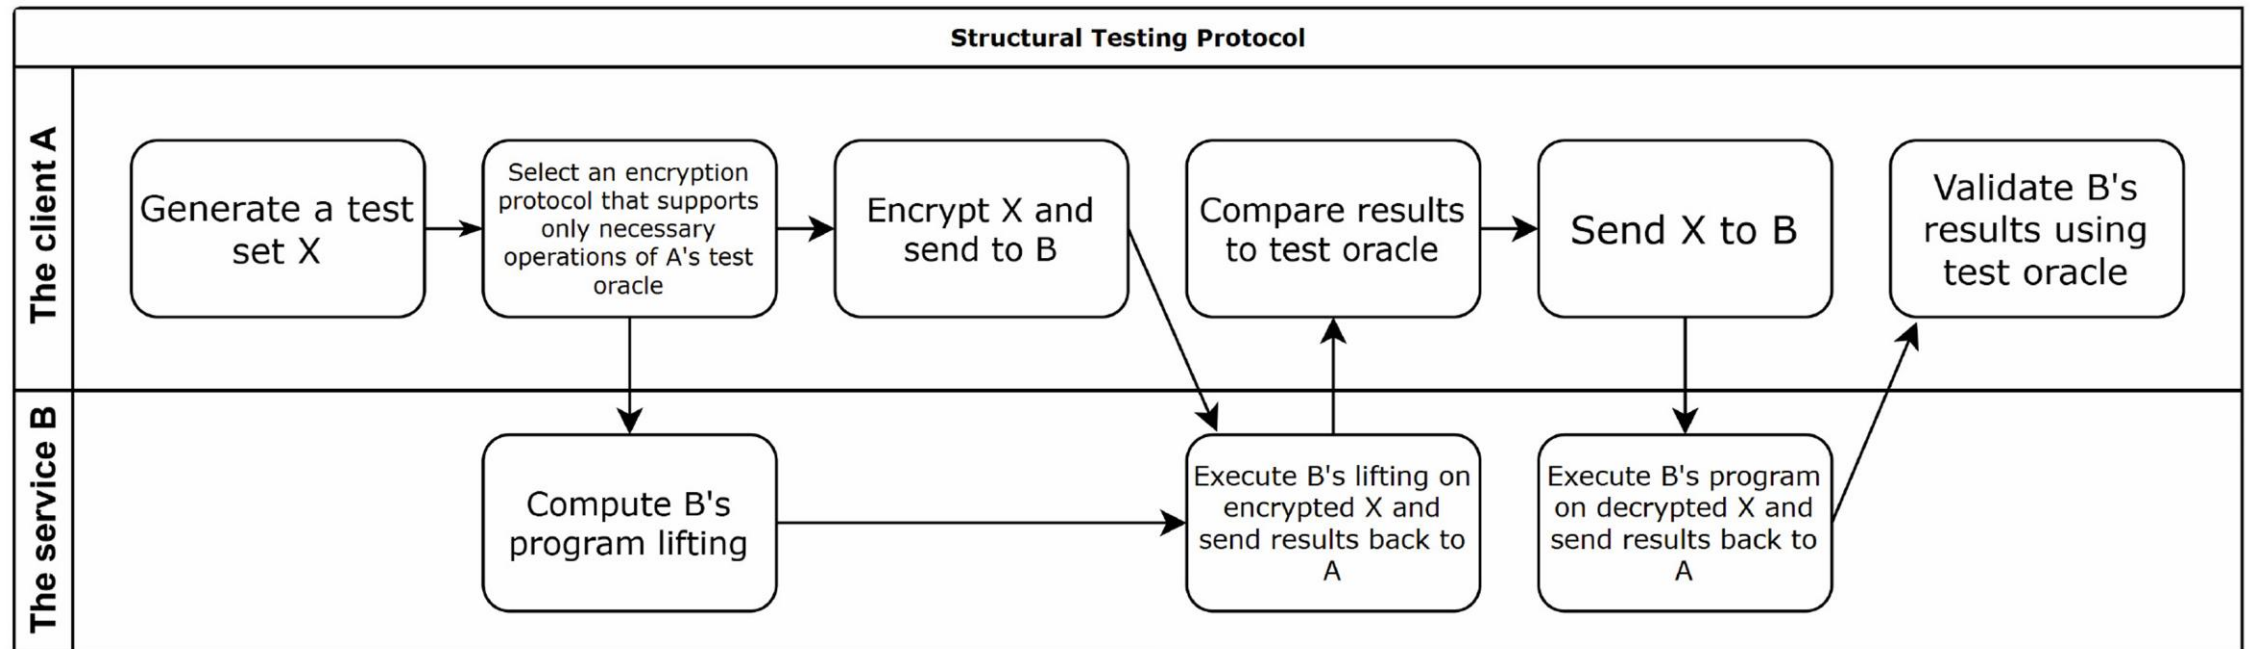 Structural Testing Protocol
The client A
Generate a test
set X
Select an encryption
protocol that supports
only necessary
operations of A's test
oracle
Encrypt X and
send to B
Compare results
to test oracle
Send X to B
Validate B's
results using
test oracle
The service B
Compute B's
program lifting
Execute B's lifting on
encrypted X and
send results back to
A
Execute B's program
on decrypted X and
send results back to
A